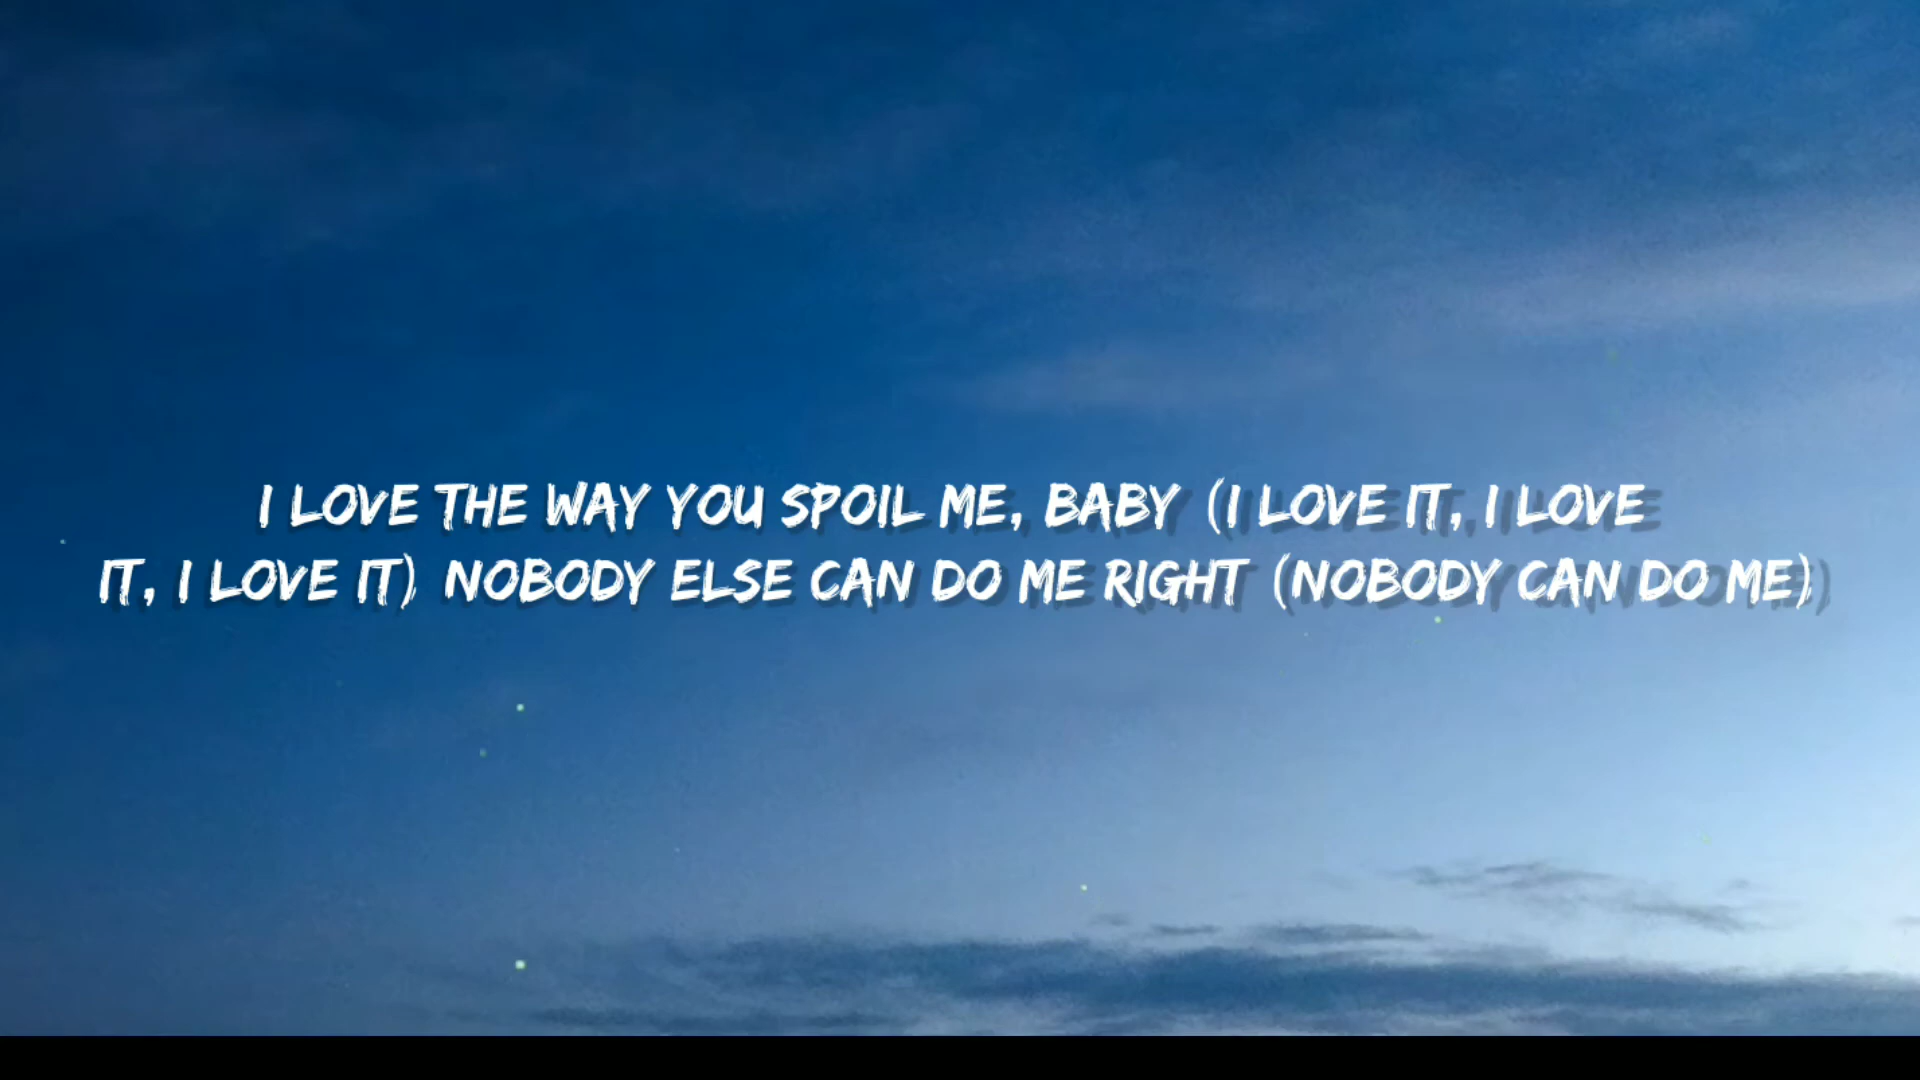 I LOVE THE WAY YOU SPOIL ME, BABY (I LOVE IT, I LOVE
IT, I LOVE IT) NOBODY ELSE CAN DO ME RIGHT (NOBODY CAN DO ME)